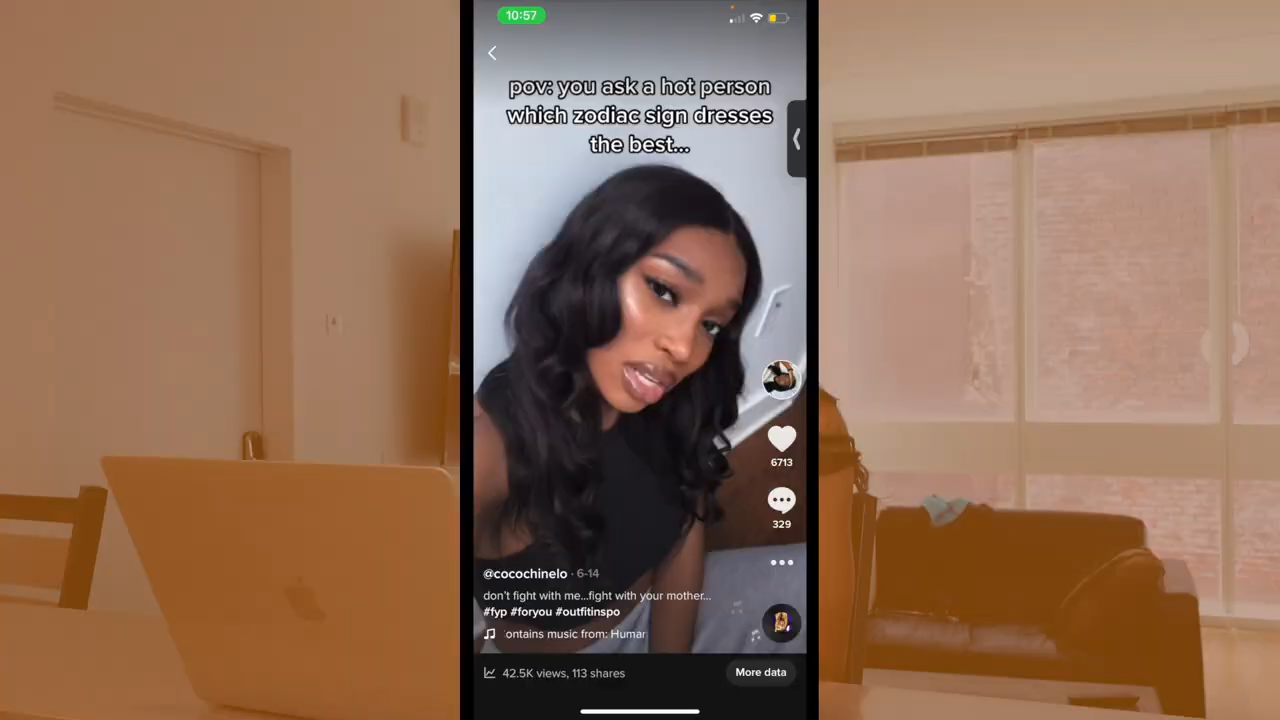 10:57
pov: you ask a hot person
which zodiac sign dresses
the best...
6713
329
@cocochinelo · 6-14
don't fight with me...fight with your mother...
#fyp #foryou #outfitinspo
ontains music from: Humar
42.5K views, 113 shares
More data